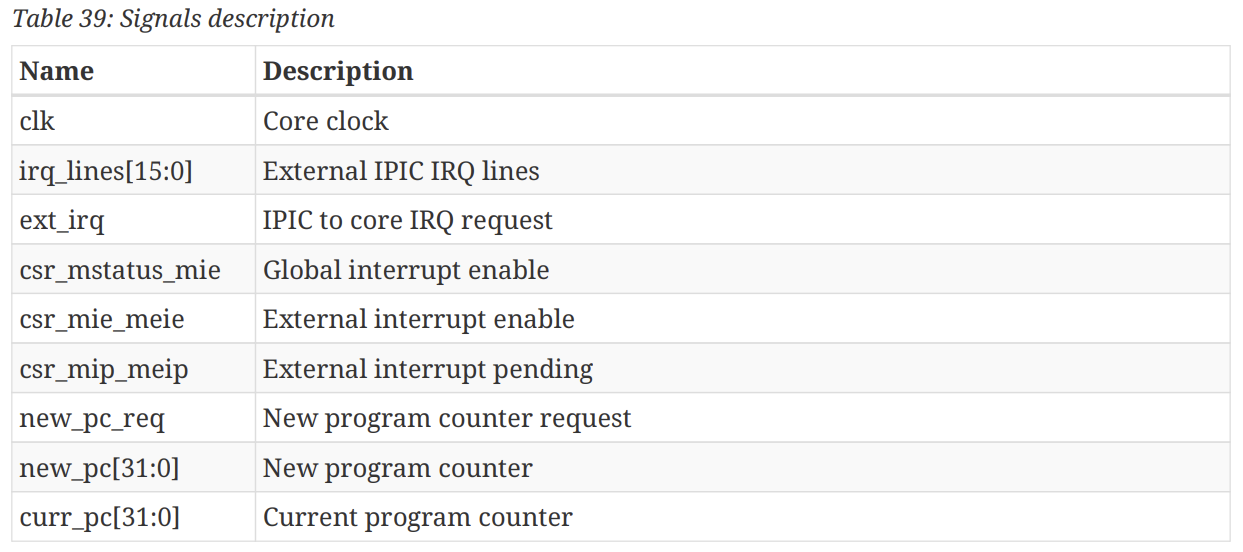 Table 39: Signals description
Name Description
clk Core clock
irq_lines[15:0] External IPIC IRQ lines
ext_irq IPIC to core IRQ request
csr_mstatus_mie Global interrupt enable
csr_mie_meie External interrupt enable
csr_mip_meip External interrupt pending
new_pc_req New program counter request
new_pc[31:0] New program counter
curr_pc[31:0] Current program counter